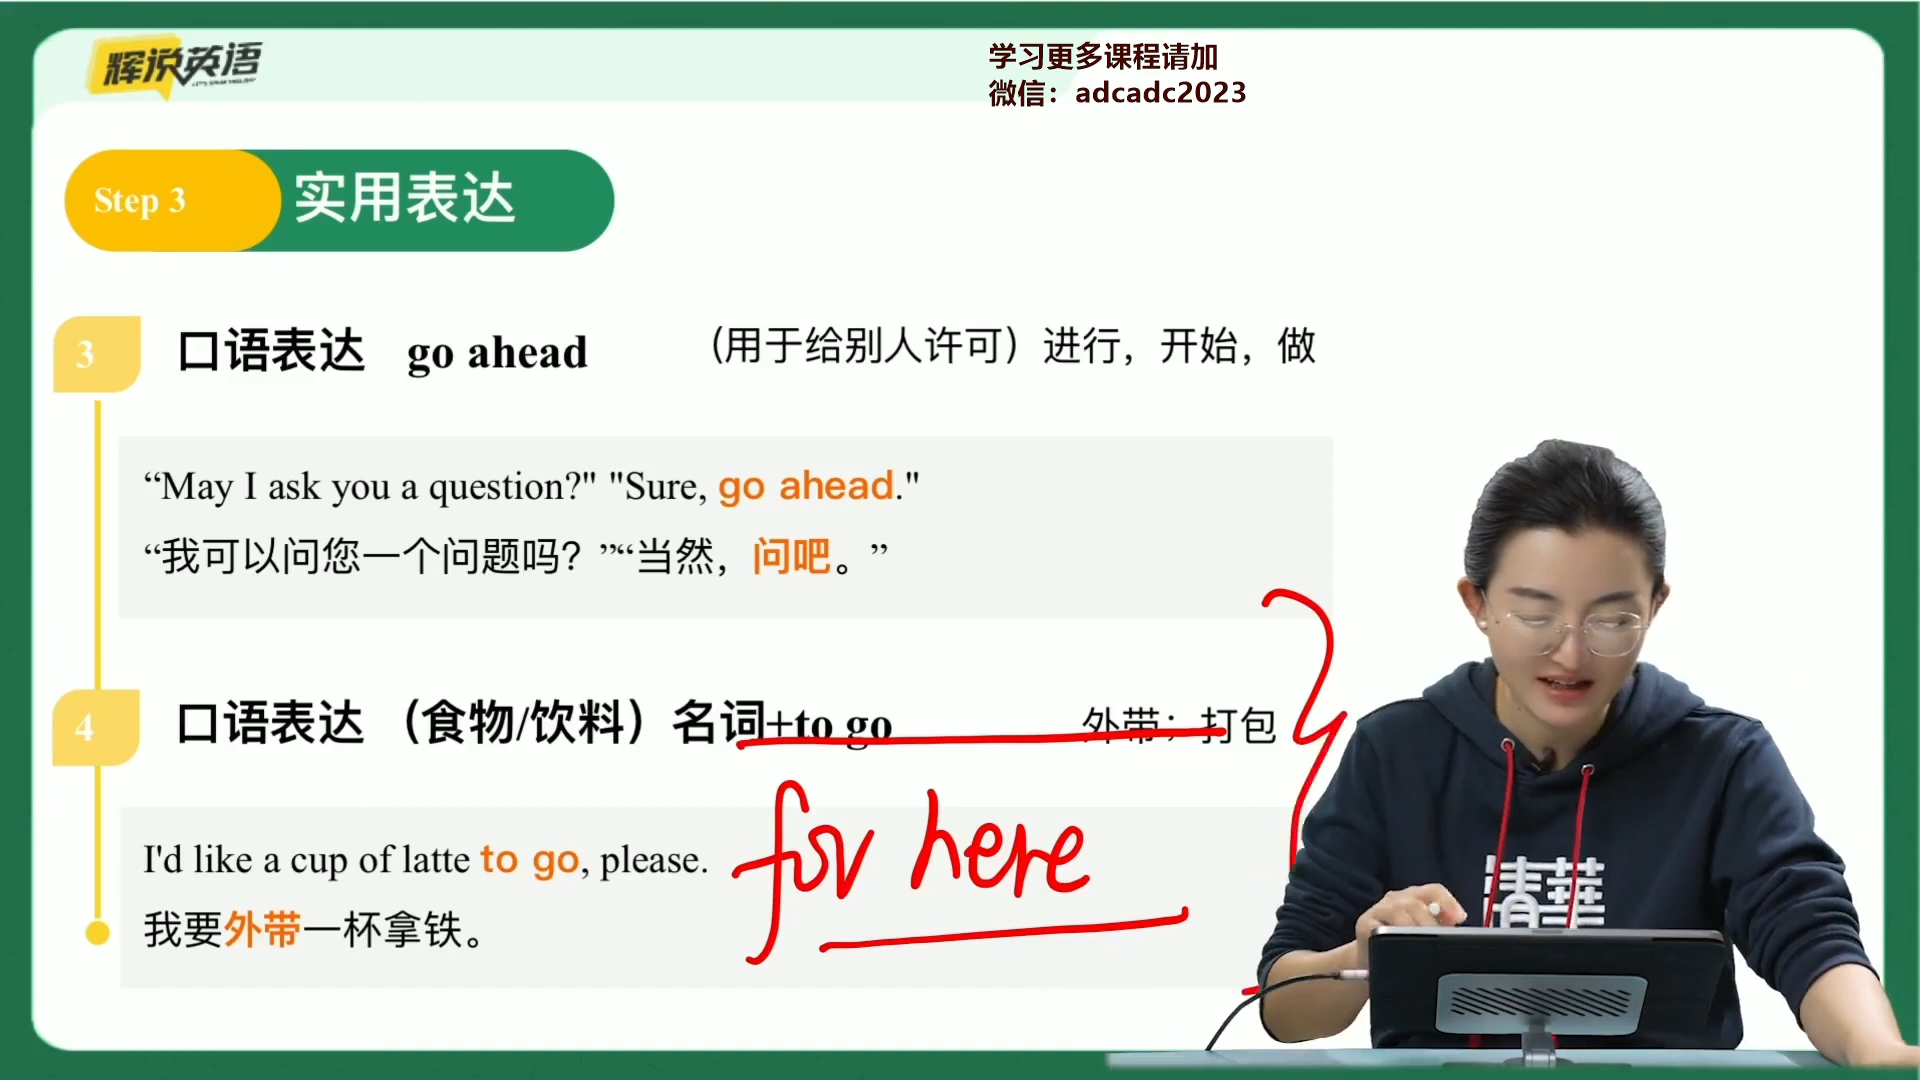 辉说英语
LET'S SPEAK ENGLISH
学习更多课程请加
微信：adcadc2023
Step 3 实用表达
3 口语表达 go ahead （用于给别人许可）进行，开始，做
“May I ask you a question?" "Sure, go ahead."
“我可以问您一个问题吗？”“当然，问吧。”
4 口语表达 （食物/饮料）名词+to go 外带；打包
for here
I'd like a cup of latte to go, please.
我要外带一杯拿铁。
清華